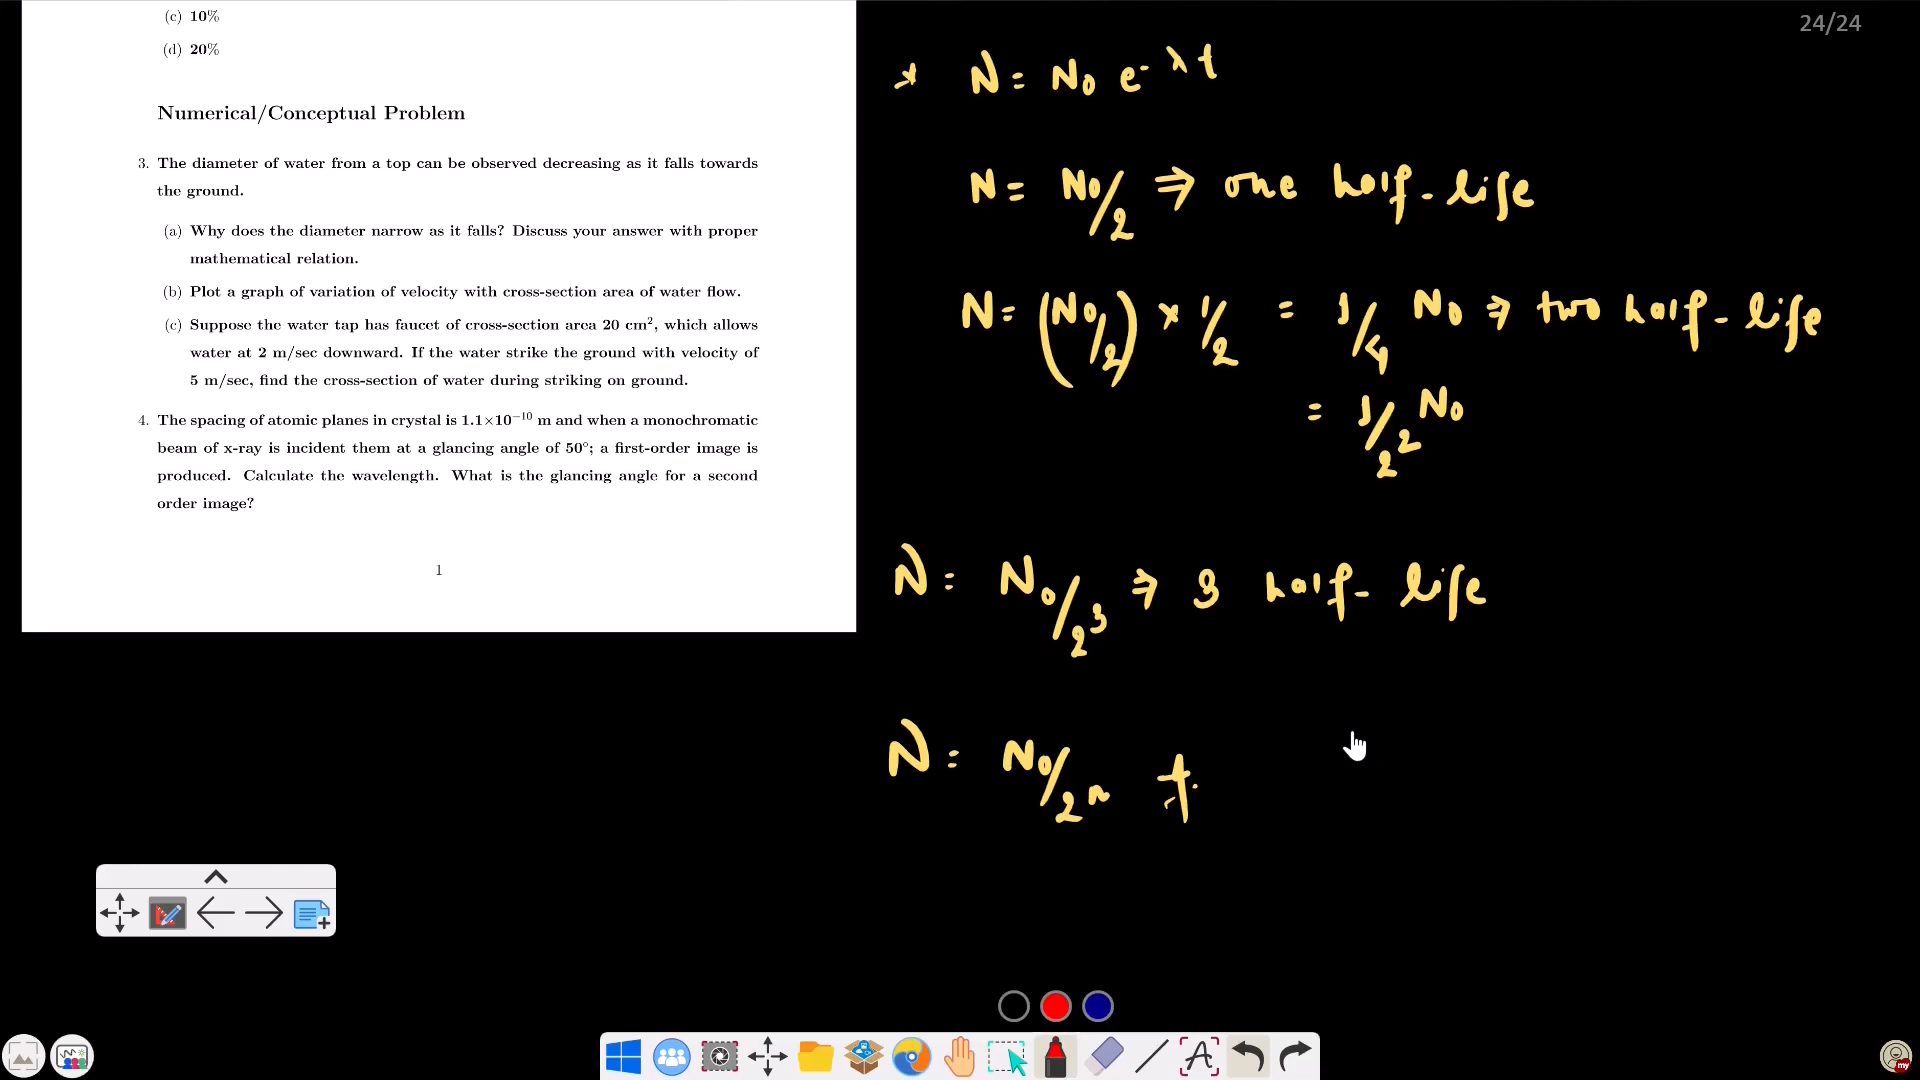 (c) 10%
(d) 20%
Numerical/Conceptual Problem
3. The diameter of water from a top can be observed decreasing as it falls towards
the ground.
(a) Why does the diameter narrow as it falls? Discuss your answer with proper
mathematical relation.
(b) Plot a graph of variation of velocity with cross-section area of water flow.
(c) Suppose the water tap has faucet of cross-section area 20 cm², which allows
water at 2 m/sec downward. If the water strike the ground with velocity of
5 m/sec, find the cross-section of water during striking on ground.
4. The spacing of atomic planes in crystal is 1.1×10⁻¹⁰ m and when a monochromatic
beam of x-ray is incident them at a glancing angle of 50°; a first-order image is
produced. Calculate the wavelength. What is the glancing angle for a second
order image?
1
24/24
* N = N₀ e^-λt
N = N₀/2 ⇒ one half-life
N = (N₀/2) × 1/2 = 1/4 N₀ ⇒ two half-life
= 1/2² N₀
N = N₀/2³ ⇒ 3 half-life
N = N₀/2ⁿ
my